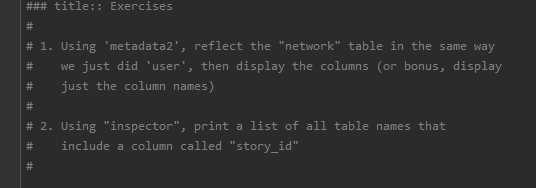 ### title:: Exercises
#
# 1. Using 'metadata2', reflect the "network" table in the same way
#    we just did 'user', then display the columns (or bonus, display
#    just the column names)
#
# 2. Using "inspector", print a list of all table names that
#    include a column called "story_id"
#